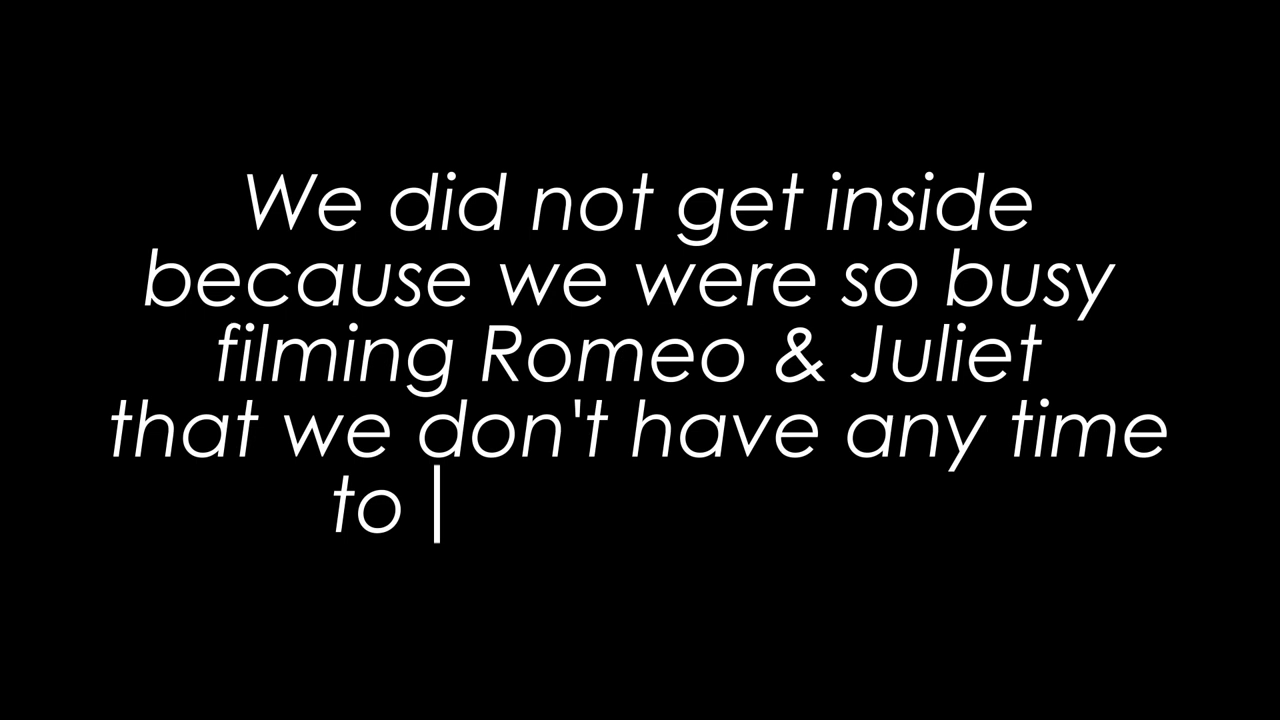 We did not get inside
because we were so busy
filming Romeo & Juliet
that we don't have any time
to